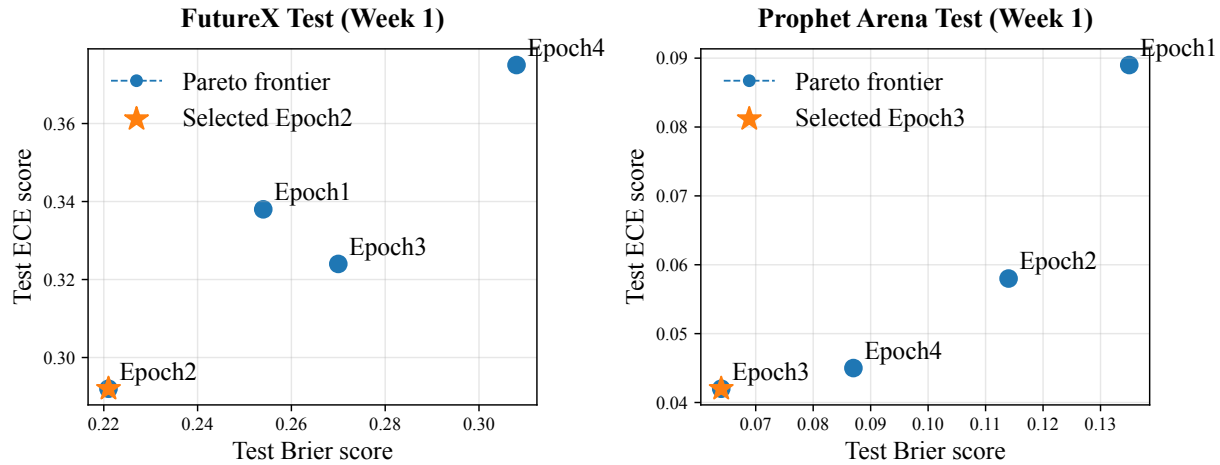 FutureX Test (Week 1)
Test ECE score
0.36
0.34
0.32
0.30
Pareto frontier
Selected Epoch2
Epoch4
Epoch1
Epoch3
Epoch2
0.22
0.24
0.26
0.28
0.30
Test Brier score
Prophet Arena Test (Week 1)
Test ECE score
0.09
0.08
0.07
0.06
0.05
0.04
Pareto frontier
Selected Epoch3
Epoch1
Epoch2
Epoch4
Epoch3
0.07
0.08
0.09
0.10
0.11
0.12
0.13
Test Brier score